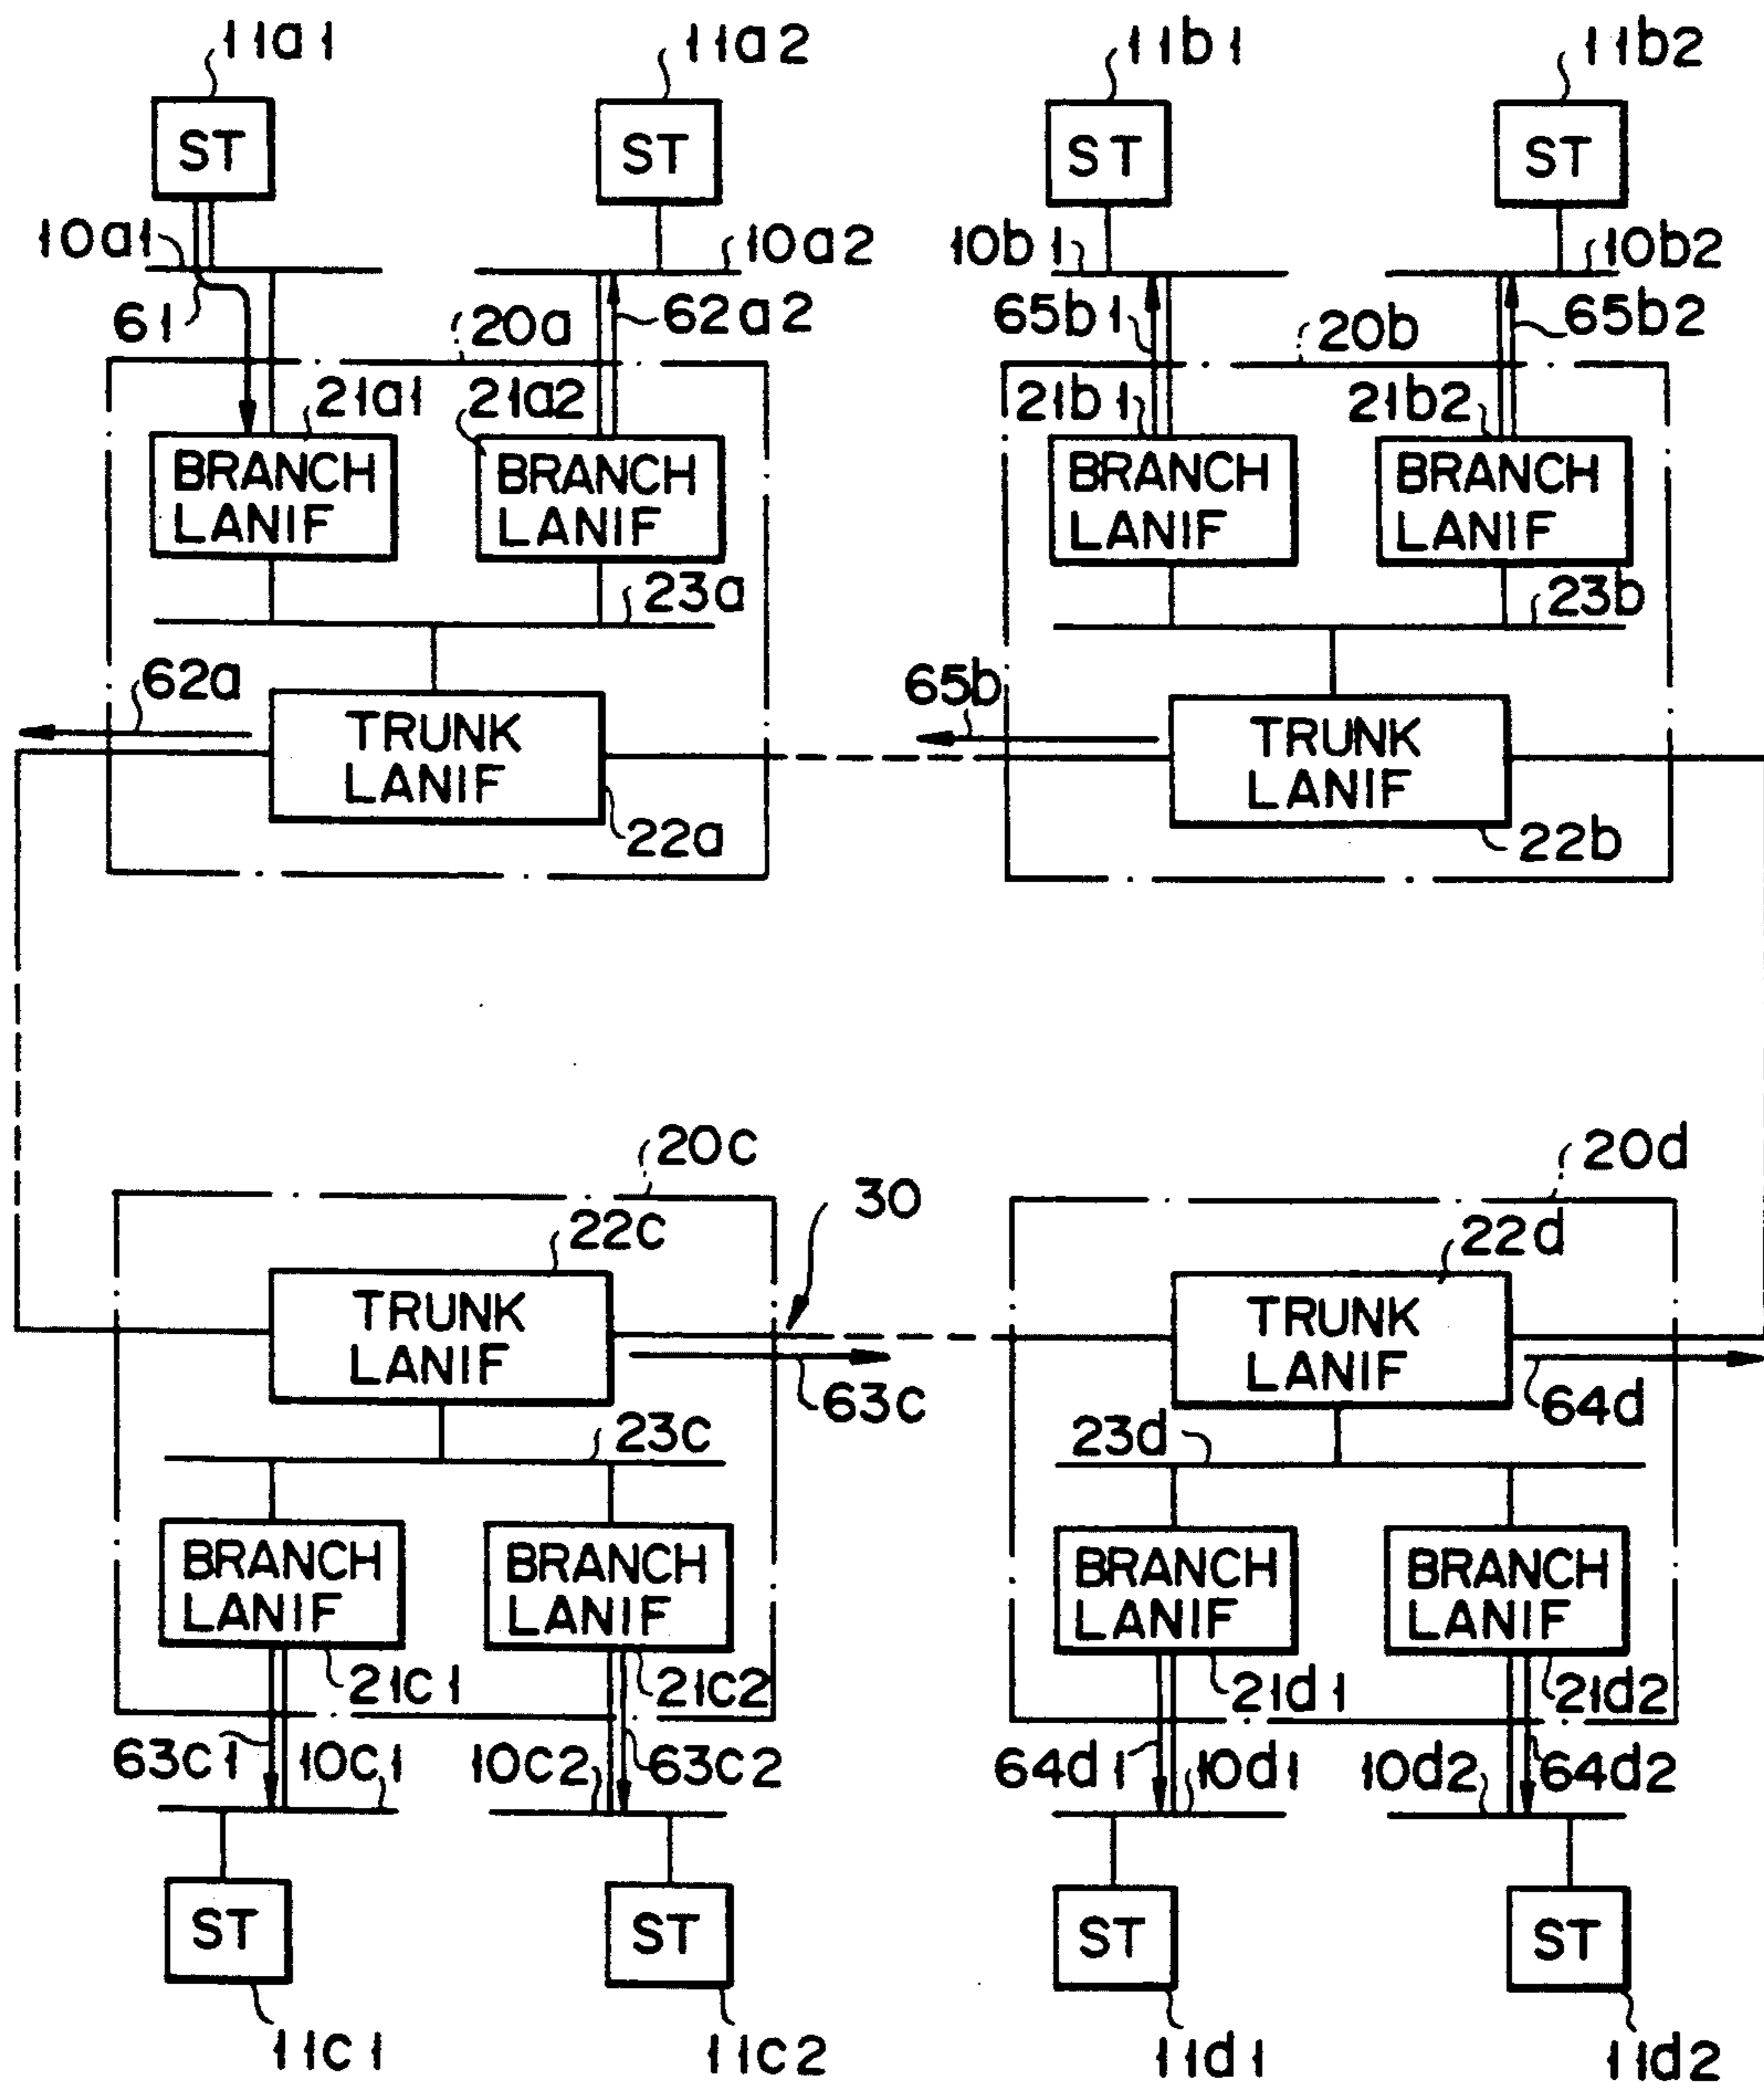 11a1
11a2
11b1
11b2
ST
ST
ST
ST
10a1
10a2
10b1
10b2
61
62a2
65b1
65b2
20a
20b
21a1
21a2
21b1
21b2
BRANCH
LANIF
BRANCH
LANIF
BRANCH
LANIF
BRANCH
LANIF
23a
23b
62a
65b
TRUNK
LANIF
TRUNK
LANIF
22a
22b
20c
20d
30
22c
22d
TRUNK
LANIF
TRUNK
LANIF
63c
64d
23c
23d
BRANCH
LANIF
BRANCH
LANIF
BRANCH
LANIF
BRANCH
LANIF
21c1
21c2
21d1
21d2
63c1
10c1
10c2
63c2
64d1
10d1
10d2
64d2
ST
ST
ST
ST
11c1
11c2
11d1
11d2